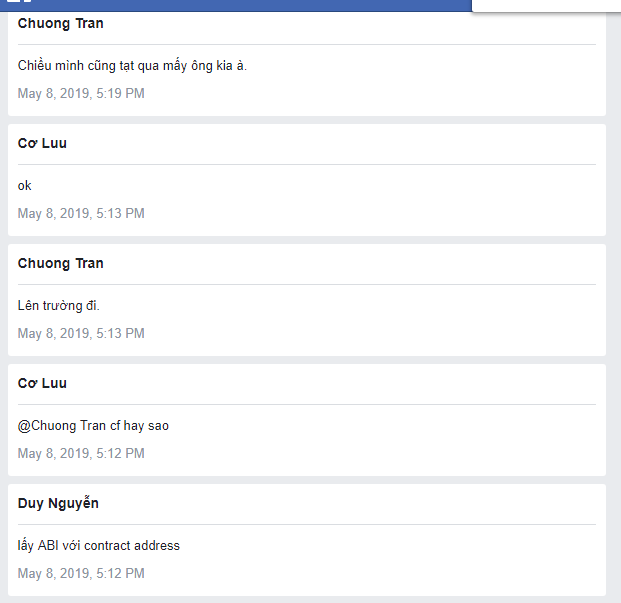 Chuong Tran
Chiều mình cũng tạt qua mấy ông kia à.
May 8, 2019, 5:19 PM
Cơ Luu
ok
May 8, 2019, 5:13 PM
Chuong Tran
Lên trường đi.
May 8, 2019, 5:13 PM
Cơ Luu
@Chuong Tran cf hay sao
May 8, 2019, 5:12 PM
Duy Nguyễn
lấy ABI với contract address
May 8, 2019, 5:12 PM